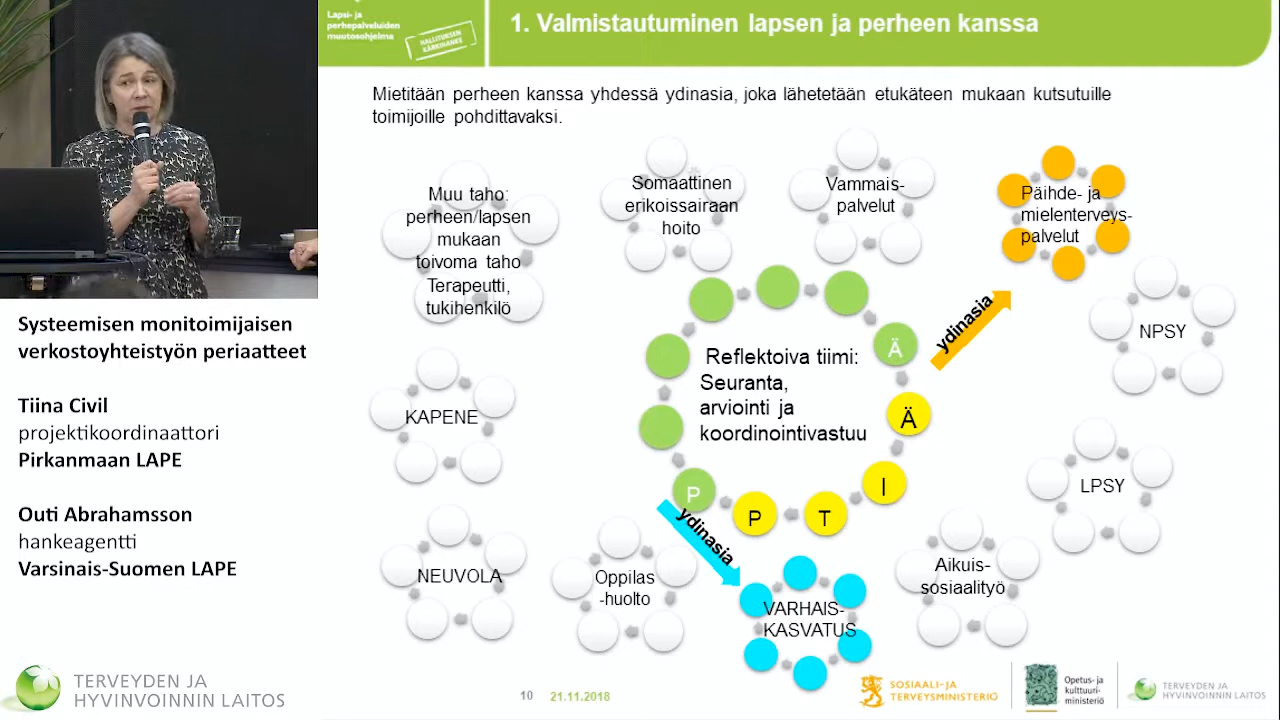 Lapsi- ja
perhepalveluiden
muutosohjelma
HALLITUKSEN
KÄRKIHANKE
1. Valmistautuminen lapsen ja perheen kanssa
Mietitään perheen kanssa yhdessä ydinasia, joka lähetetään etukäteen mukaan kutsutuille
toimijoille pohdittavaksi.
Muu taho:
perheen/lapsen
mukaan
toivoma taho
Terapeutti,
tukihenkilö
Somaattinen
erikoissairaan
hoito
Vammais-
palvelut
Päihde- ja
mielenterveys-
palvelut
ydinasia
NPSY
Reflektoiva tiimi:
Seuranta,
arviointi ja
koordinointivastuu
Ä
Ä
I
T
P
P
KAPENE
LPSY
ydinasia
NEUVOLA
Oppilas
-huolto
VARHAIS-
KASVATUS
Aikuis-
sosiaalityö
Systeemisen monitoimijaisen
verkostoyhteistyön periaatteet
Tiina Civil
projektikoordinaattori
Pirkanmaan LAPE
Outi Abrahamsson
hankeagentti
Varsinais-Suomen LAPE
TERVEYDEN JA
HYVINVOINNIN LAITOS
10 21.11.2018
SOSIAALI- JA
TERVEYSMINISTERIÖ
Opetus- ja
kulttuuri-
ministeriö
TERVEYDEN JA
HYVINVOINNIN LAITOS